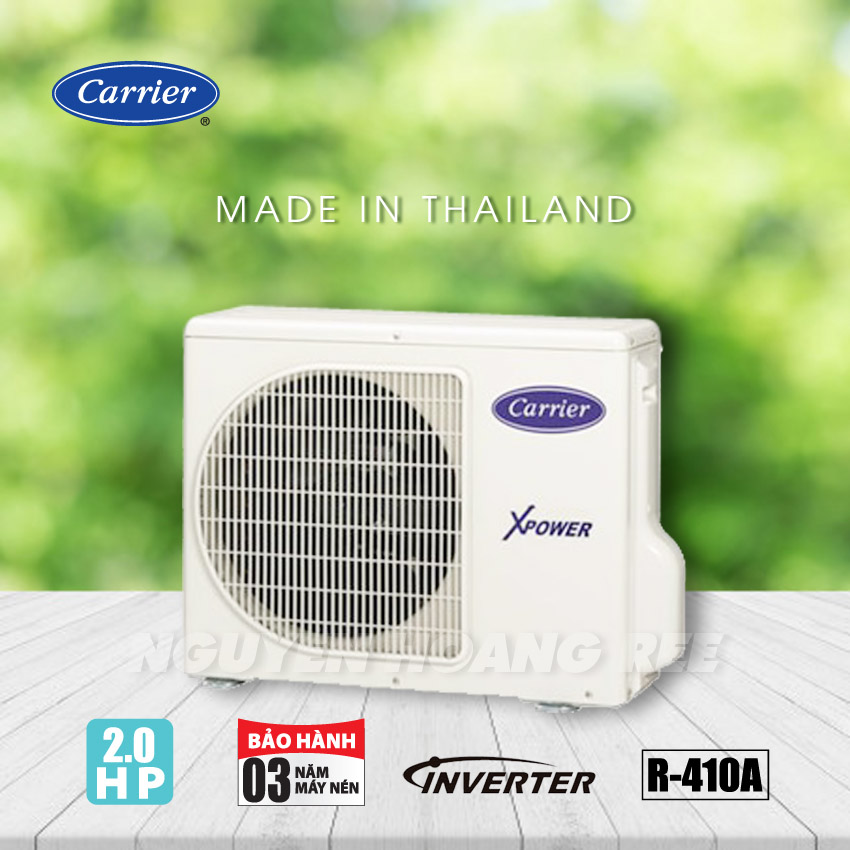 Carrier
®
MADE IN THAILAND
Carrier
XPOWER
NGUYEN HOANG REE
2.0
HP
BẢO HÀNH
03 NĂM
MÁY NÉN
INVERTER
R-410A